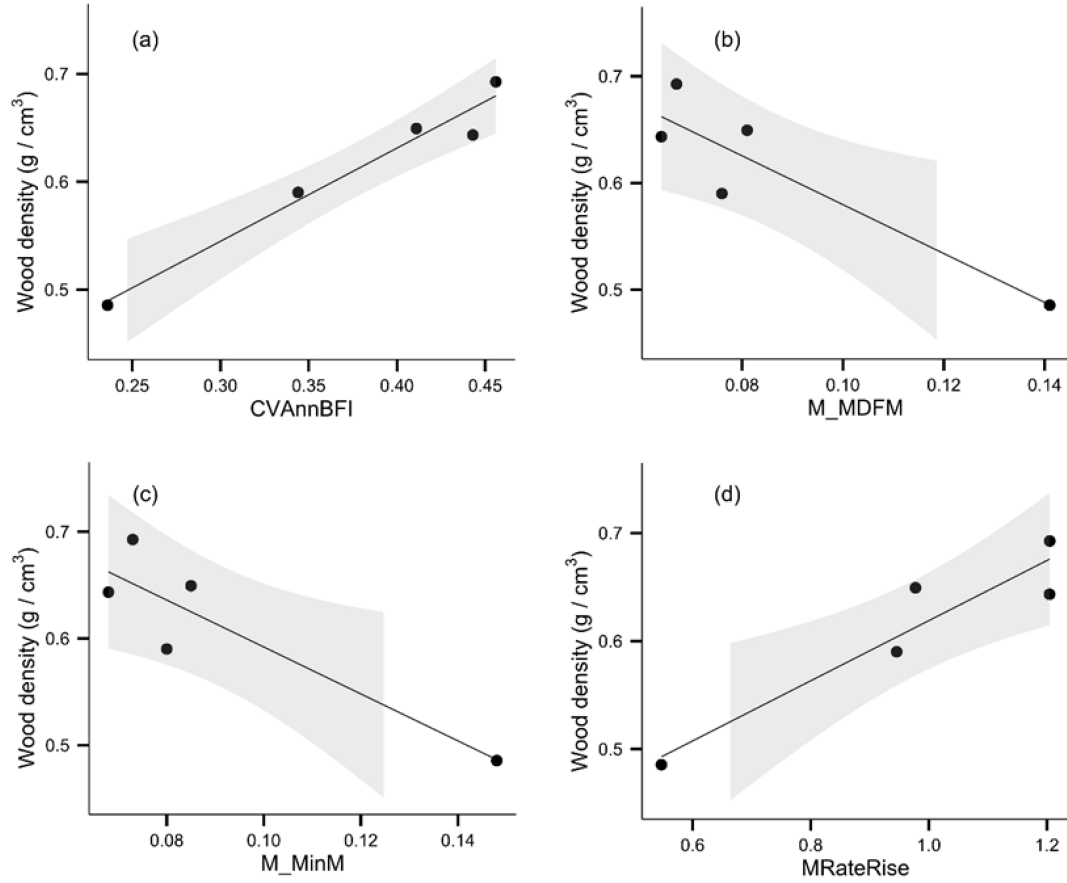 (a)
Wood density (g / cm³)
0.7
0.6
0.5
0.25 0.30 0.35 0.40 0.45
CVAnnBFI
(b)
Wood density (g / cm³)
0.7
0.6
0.5
0.08 0.10 0.12 0.14
M_MDFM
(c)
Wood density (g / cm³)
0.7
0.6
0.5
0.08 0.10 0.12 0.14
M_MinM
(d)
Wood density (g / cm³)
0.7
0.6
0.5
0.6 0.8 1.0 1.2
MRateRise